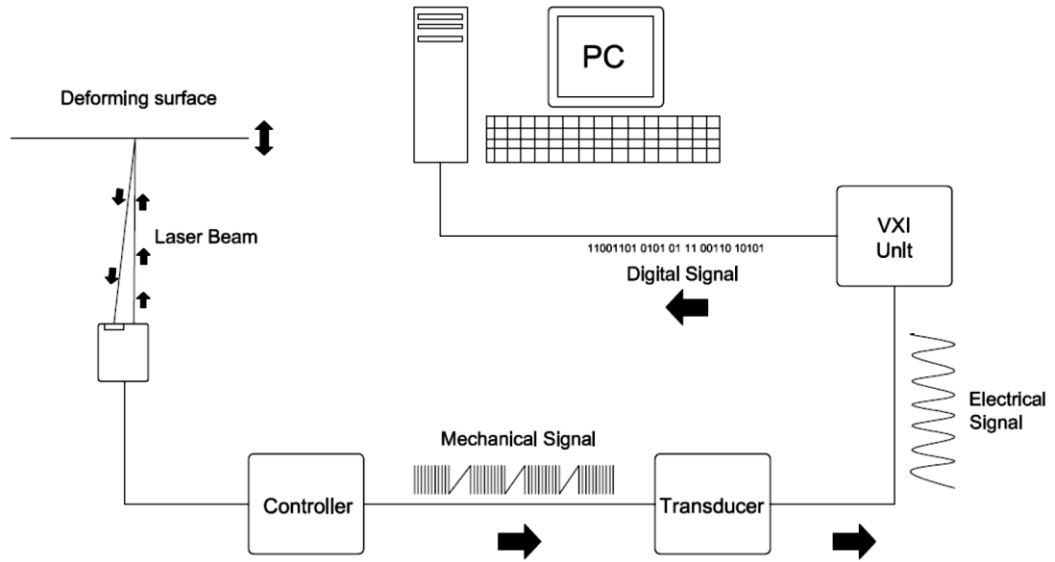 PC
Deforming surface
Laser Beam
VXI
Unlt
11001101 0101 01 11 00110 10101
Digital Signal
Electrical
Signal
Mechanical Signal
Controller
Transducer